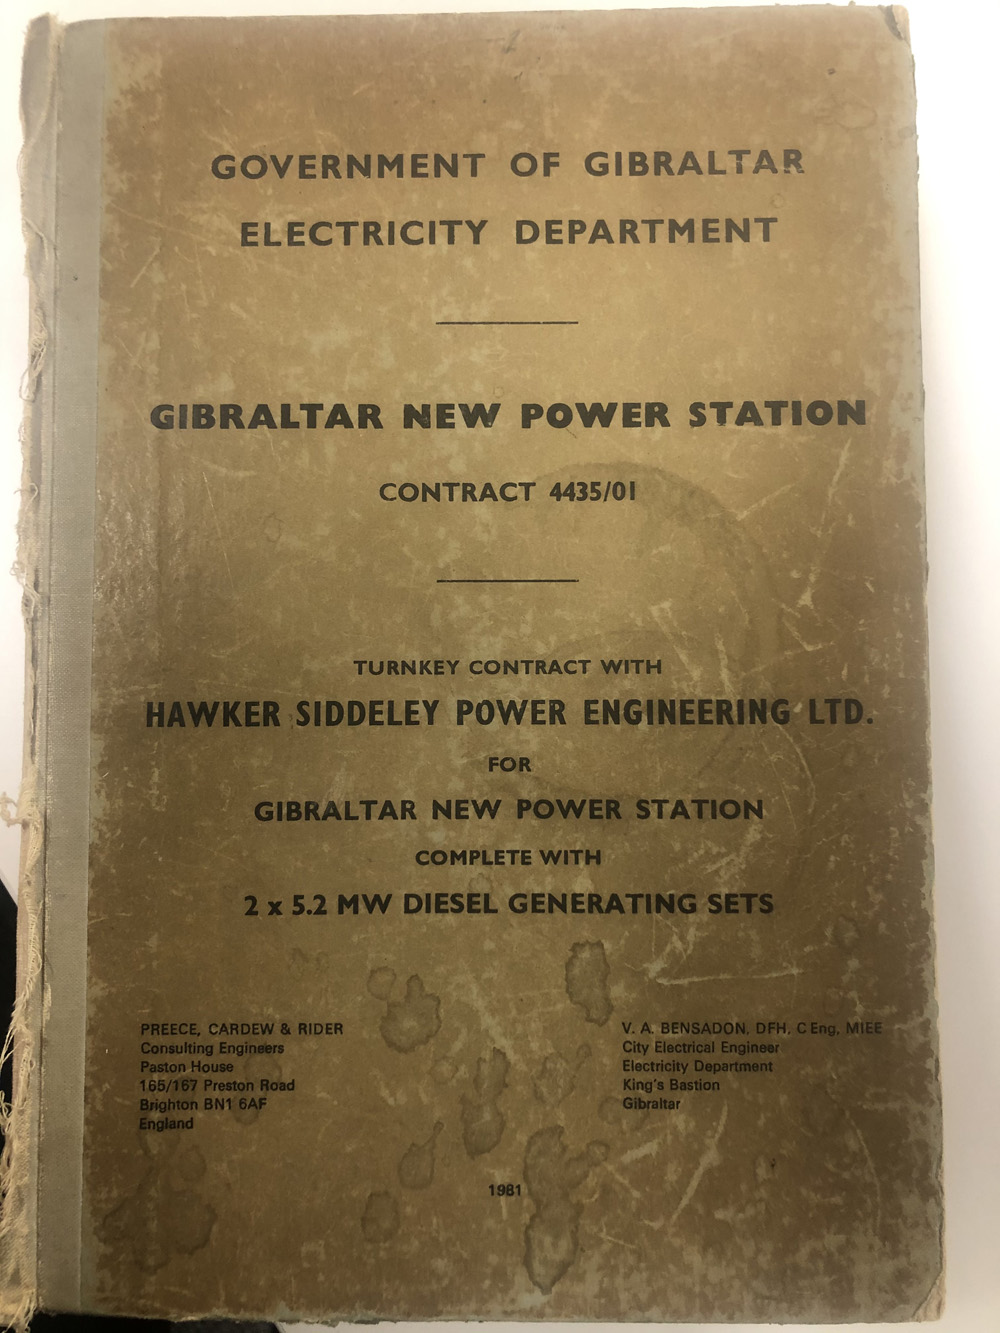 GOVERNMENT OF GIBRALTAR
ELECTRICITY DEPARTMENT
GIBRALTAR NEW POWER STATION
CONTRACT 4435/01
TURNKEY CONTRACT WITH
HAWKER SIDDELEY POWER ENGINEERING LTD.
FOR
GIBRALTAR NEW POWER STATION
COMPLETE WITH
2 x 5.2 MW DIESEL GENERATING SETS
PREECE, CARDEW & RIDER
Consulting Engineers
Paston House
165/167 Preston Road
Brighton BN1 6AF
England
V. A. BENSADON, DFH, C Eng, MIEE
City Electrical Engineer
Electricity Department
King's Bastion
Gibraltar
1981